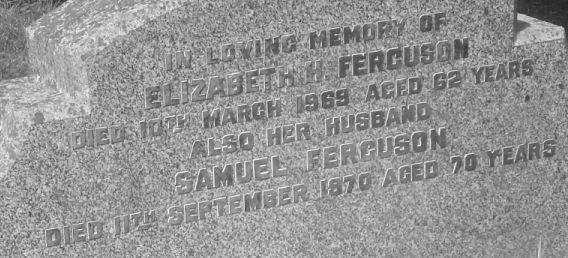 IN LOVING MEMORY OF
ELIZABETH H. FERGUSON
DIED 10TH MARCH 1969 AGED 62 YEARS
ALSO HER HUSBAND
SAMUEL FERGUSON
DIED 11TH SEPTEMBER 1970 AGED 70 YEARS